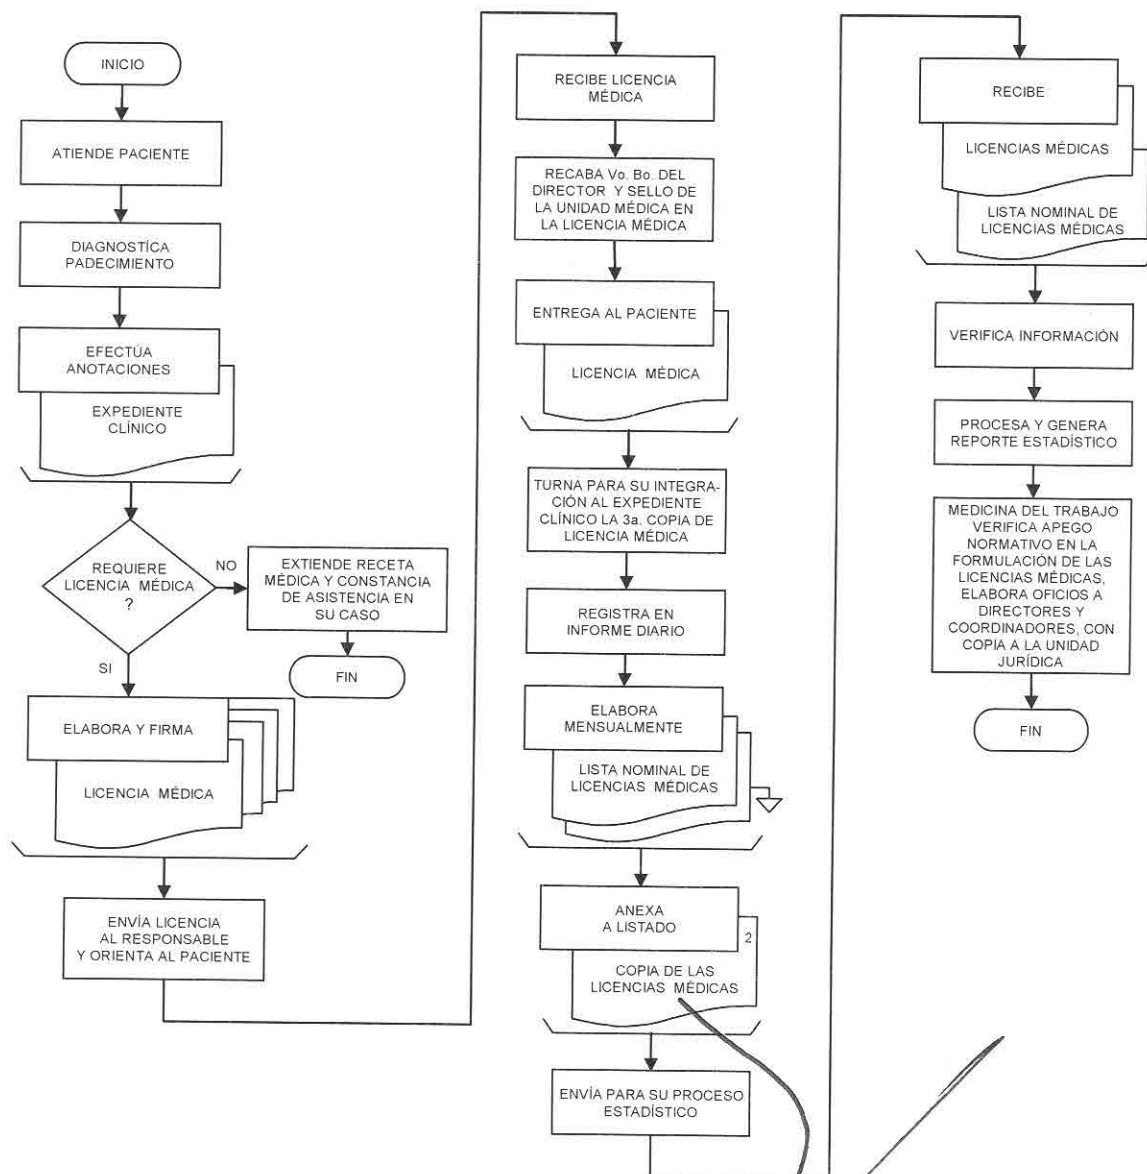 INICIO
ATIENDE PACIENTE
DIAGNOSTÍCA
PADECIMIENTO
EFECTÚA
ANOTACIONES
EXPEDIENTE
CLÍNICO
REQUIERE
LICENCIA MÉDICA
?
NO
EXTIENDE RECETA
MÉDICA Y CONSTANCIA
DE ASISTENCIA EN
SU CASO
FIN
SI
ELABORA Y FIRMA
LICENCIA MÉDICA
ENVÍA LICENCIA
AL RESPONSABLE
Y ORIENTA AL PACIENTE
RECIBE LICENCIA
MÉDICA
RECABA Vo. Bo. DEL
DIRECTOR Y SELLO DE
LA UNIDAD MÉDICA EN
LA LICENCIA MÉDICA
ENTREGA AL PACIENTE
LICENCIA MÉDICA
TURNA PARA SU INTEGRA-
CIÓN AL EXPEDIENTE
CLÍNICO LA 3a. COPIA DE
LICENCIA MÉDICA
REGISTRA EN
INFORME DIARIO
ELABORA
MENSUALMENTE
LISTA NOMINAL DE
LICENCIAS MÉDICAS
ANEXA
A LISTADO
2
COPIA DE LAS
LICENCIAS MÉDICAS
ENVÍA PARA SU PROCESO
ESTADÍSTICO
RECIBE
LICENCIAS MÉDICAS
LISTA NOMINAL DE
LICENCIAS MÉDICAS
VERIFICA INFORMACIÓN
PROCESA Y GENERA
REPORTE ESTADÍSTICO
MEDICINA DEL TRABAJO
VERIFICA APEGO
NORMATIVO EN LA
FORMULACIÓN DE LAS
LICENCIAS MÉDICAS,
ELABORA OFICIOS A
DIRECTORES Y
COORDINADORES, CON
COPIA A LA UNIDAD
JURÍDICA
FIN